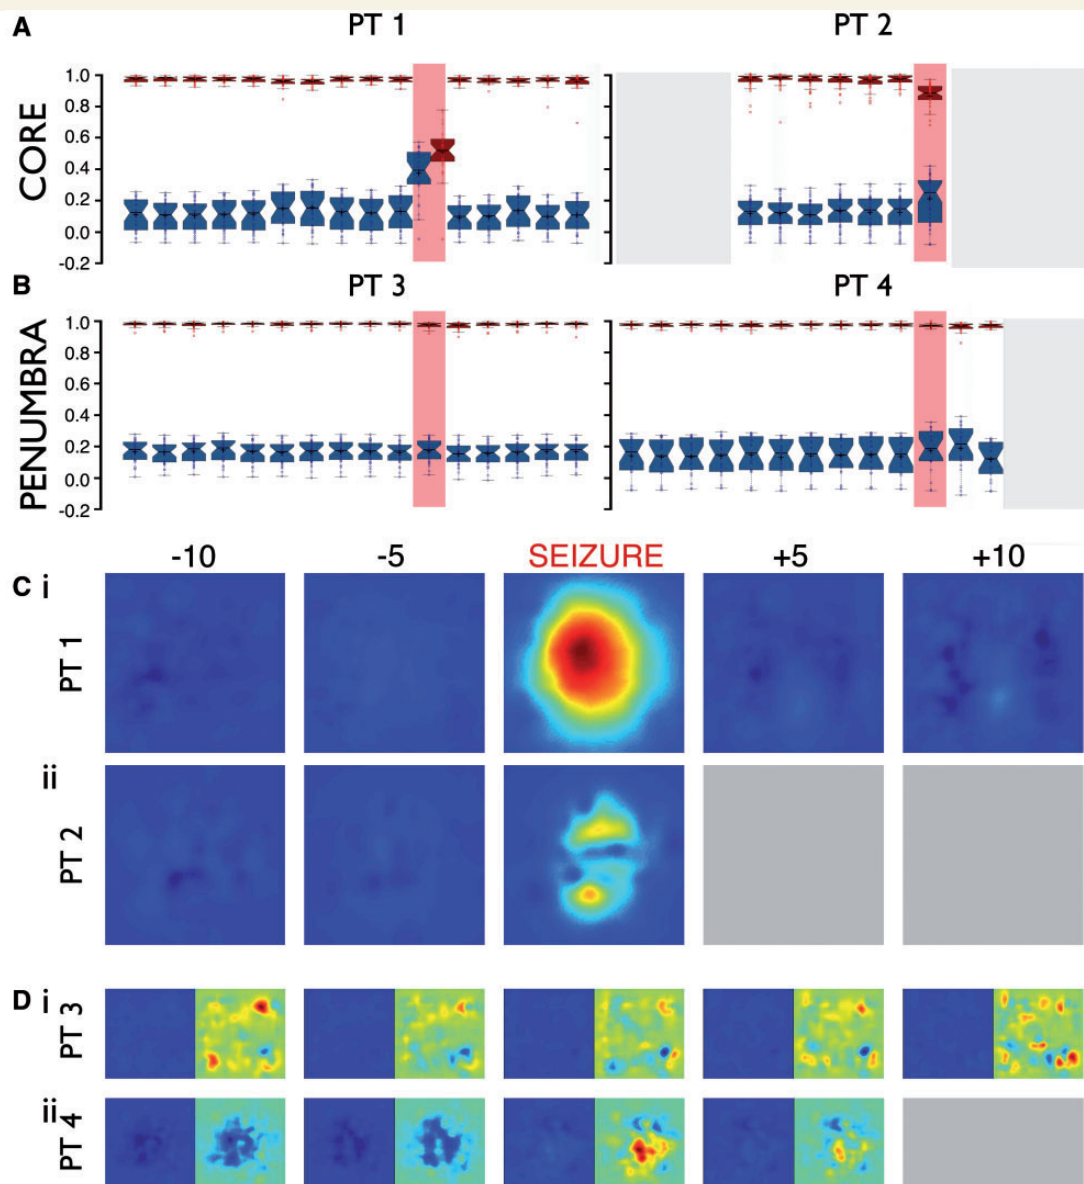 A PT 1 PT 2
CORE
1.0 0.8 0.6 0.4 0.2 0.0 -0.2
B PT 3 PT 4
PENUMBRA
1.0 0.8 0.6 0.4 0.2 0.0 -0.2
-10 -5 SEIZURE +5 +10
C i
PT 1
ii
PT 2
D i
PT 3
ii
PT 4